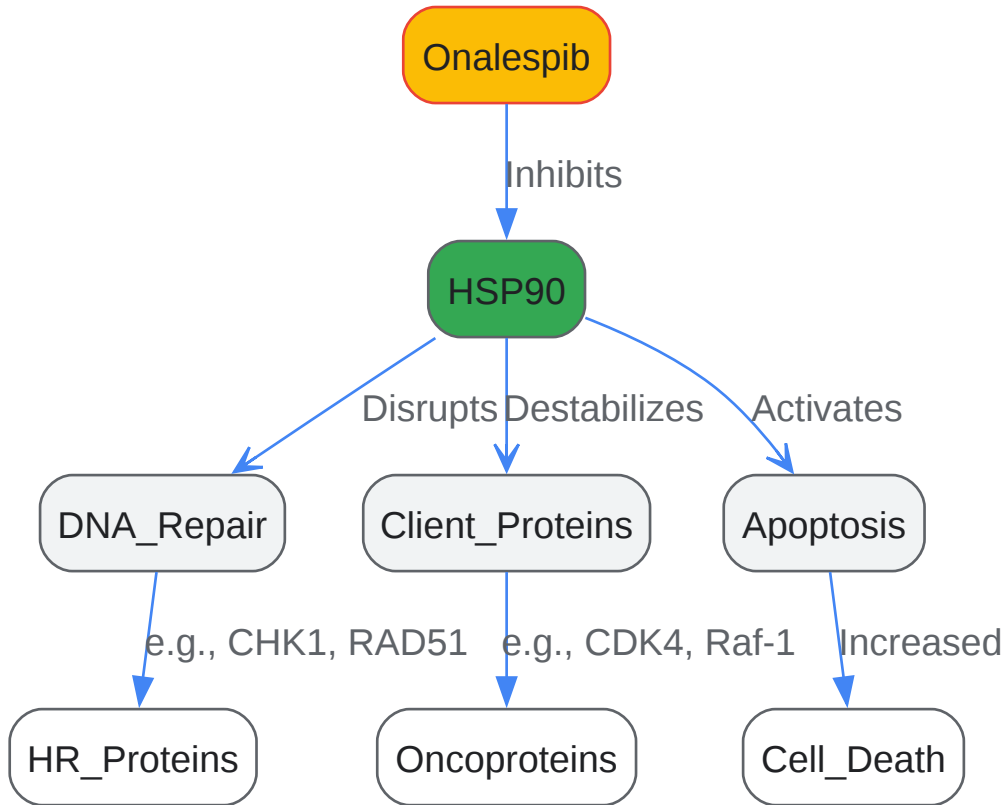 Onalespib
Inhibits
HSP90
Disrupts
Destabilizes
Activates
DNA_Repair
Client_Proteins
Apoptosis
e.g., CHK1, RAD51
e.g., CDK4, Raf-1
Increased
HR_Proteins
Oncoproteins
Cell_Death